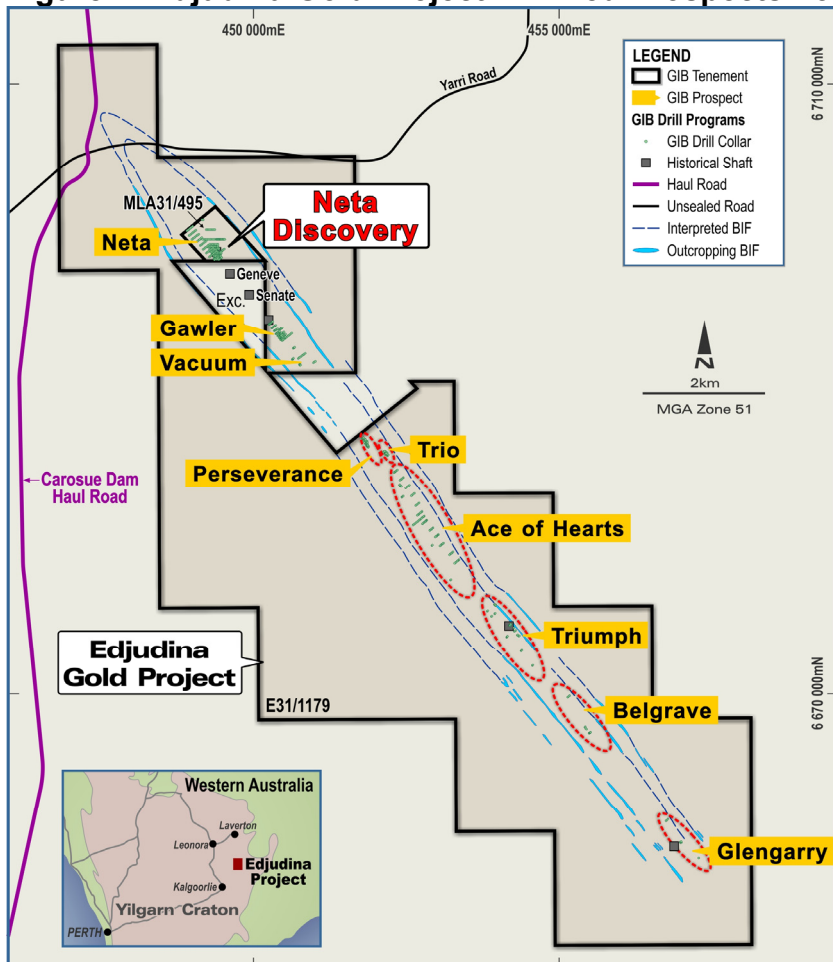 450 000mE
455 000mE
6 710 000mN
Yarri Road
LEGEND
GIB Tenement
GIB Prospect
GIB Drill Programs
GIB Drill Collar
Historical Shaft
Haul Road
Unsealed Road
Interpreted BIF
Outcropping BIF
MLA31/495
Neta
Discovery
Neta
Geneve
Senate
Exc.
Gawler
Vacuum
N
2km
MGA Zone 51
Trio
Perseverance
Carosue Dam
Haul Road
Ace of Hearts
Triumph
Edjudina
Gold Project
E31/1179
6 670 000mN
Belgrave
Glengarry
Western Australia
Laverton
Leonora
Edjudina
Project
Kalgoorlie
Yilgarn Craton
PERTH